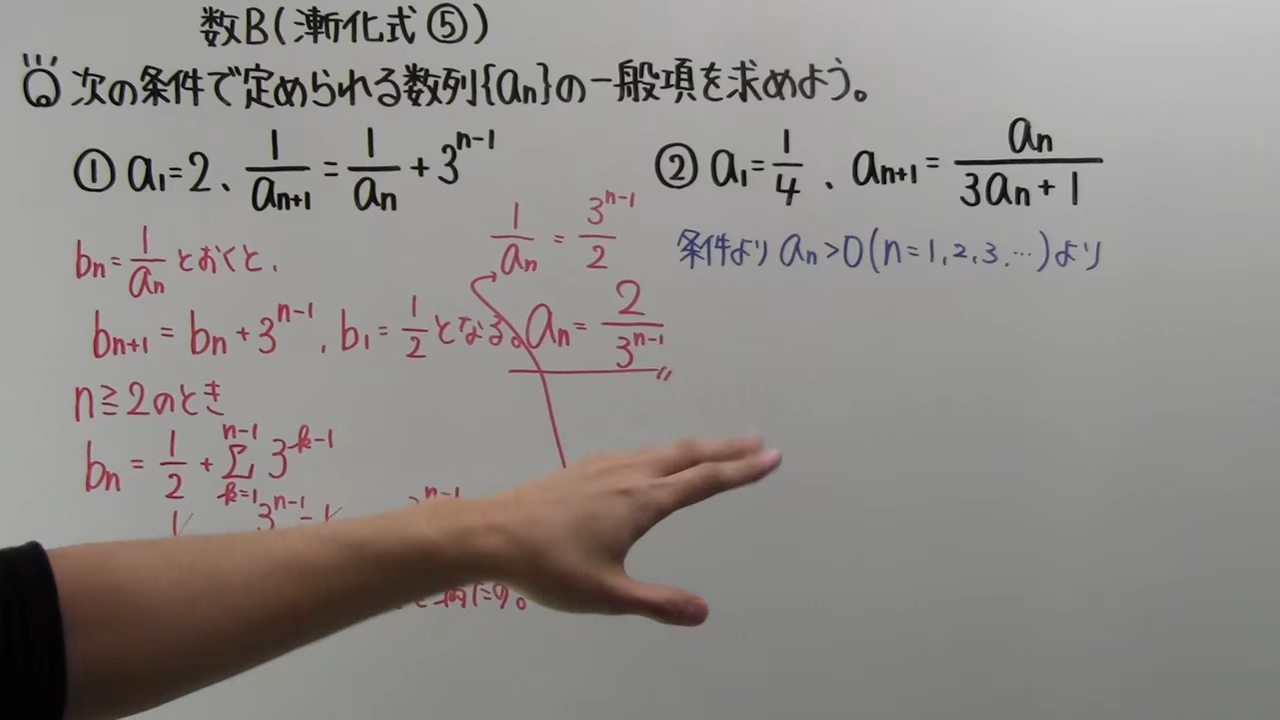 数B(漸化式⑤)
Q 次の条件で定められる数列{an}の一般項を求めよう。
① a₁=2、1/aₙ₊₁ = 1/aₙ + 3ⁿ⁻¹
bₙ = 1/aₙ とおくと、
bₙ₊₁ = bₙ + 3ⁿ⁻¹, b₁ = 1/2 となる。
n≧2のとき
bₙ = 1/2 + Σ[k=1, n-1] 3ᵏ⁻¹
3ⁿ⁻¹
1/aₙ = 3ⁿ⁻¹/2
aₙ = 2/3ⁿ⁻¹ 〃
② a₁ = 1/4 、aₙ₊₁ = aₙ/(3aₙ + 1)
条件より aₙ > 0 (n = 1, 2, 3, …) より